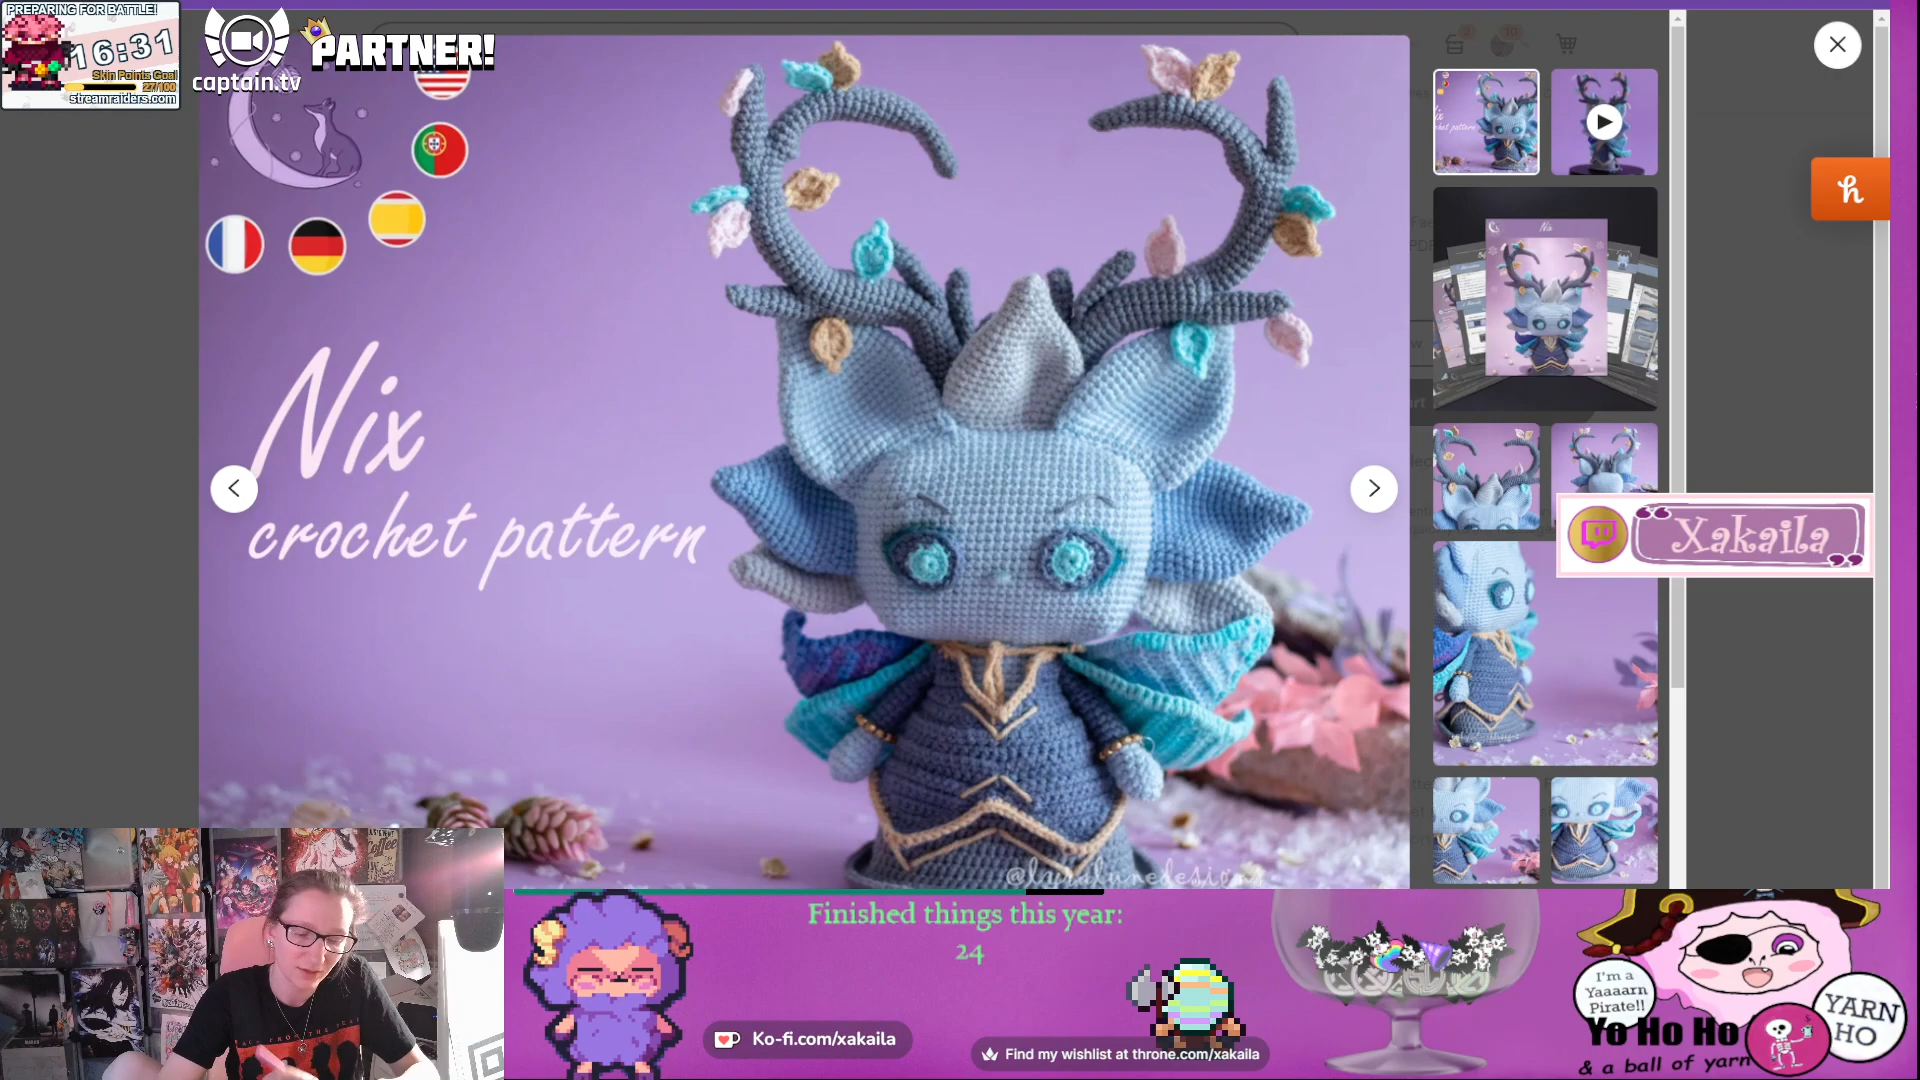 PREPARING FOR BATTLE!
16:31
Skin Points Goal
27/100
streamraiders.com
captain.tv
PARTNER!
Nix
crochet pattern
@lunalunedesigns
Nix
Xakaila
Finished things this year:
24
Ko-fi.com/xakaila
Find my wishlist at throne.com/xakaila
I'm a
Yaaaarn
Pirate!!
Yo Ho Ho
& a ball of yarn
YARN
HO